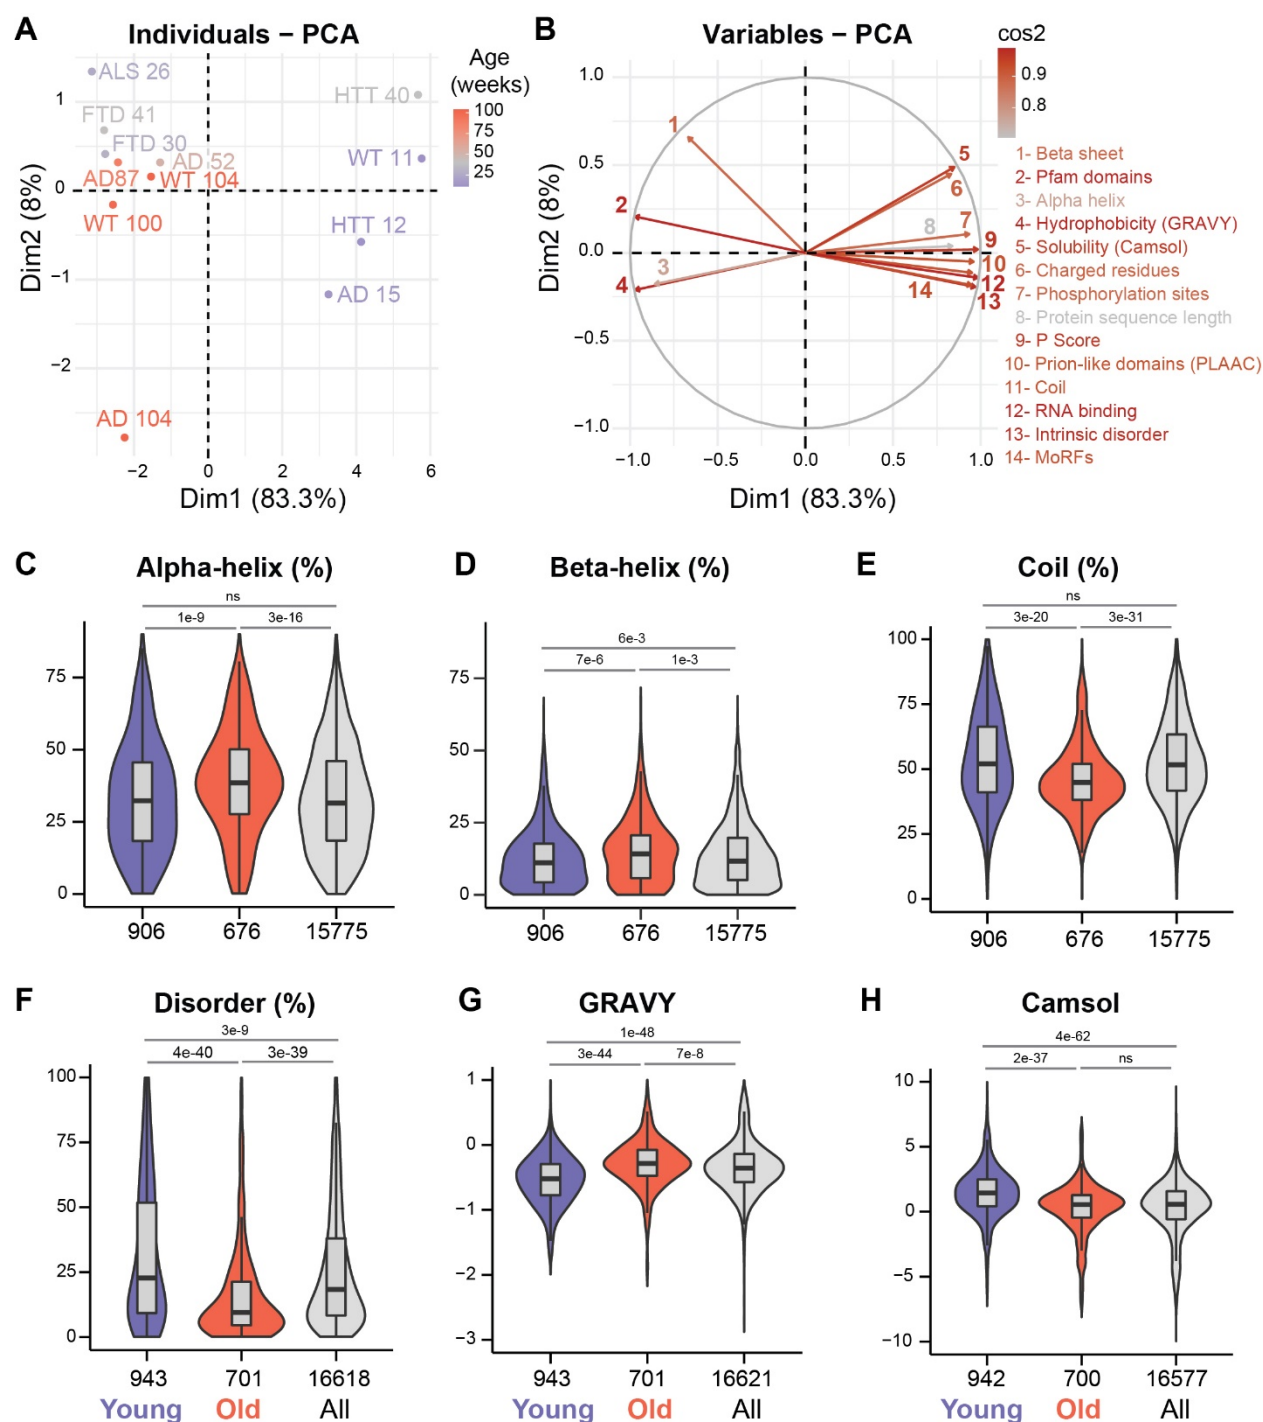 A
Individuals – PCA
ALS 26
FTD 41
FTD 30
AD 52
AD87
WT 104
WT 100
AD 104
HTT 40
WT 11
HTT 12
AD 15
1
0
−1
−2
−2
0
2
4
6
Dim2 (8%)
Dim1 (83.3%)
Age
(weeks)
100
75
50
25
B
Variables – PCA
1.0
0.5
0.0
−0.5
−1.0
−1.0
−0.5
0.0
0.5
1.0
Dim2 (8%)
Dim1 (83.3%)
1
2
3
4
5
6
7
8
9
10
12
13
14
cos2
0.9
0.8
1- Beta sheet
2- Pfam domains
3- Alpha helix
4- Hydrophobicity (GRAVY)
5- Solubility (Camsol)
6- Charged residues
7- Phosphorylation sites
8- Protein sequence length
9- P Score
10- Prion-like domains (PLAAC)
11- Coil
12- RNA binding
13- Intrinsic disorder
14- MoRFs
C
Alpha-helix (%)
ns
1e-9
3e-16
75
50
25
0
906
676
15775
D
Beta-helix (%)
6e-3
7e-6
1e-3
75
50
25
0
906
676
15775
E
Coil (%)
ns
3e-20
3e-31
100
75
50
25
0
906
676
15775
F
Disorder (%)
3e-9
4e-40
3e-39
100
75
50
25
0
943
701
16618
Young
Old
All
G
GRAVY
1e-48
3e-44
7e-8
1
0
−1
−2
−3
943
701
16621
Young
Old
All
H
Camsol
4e-62
2e-37
ns
10
5
0
−5
−10
942
700
16577
Young
Old
All